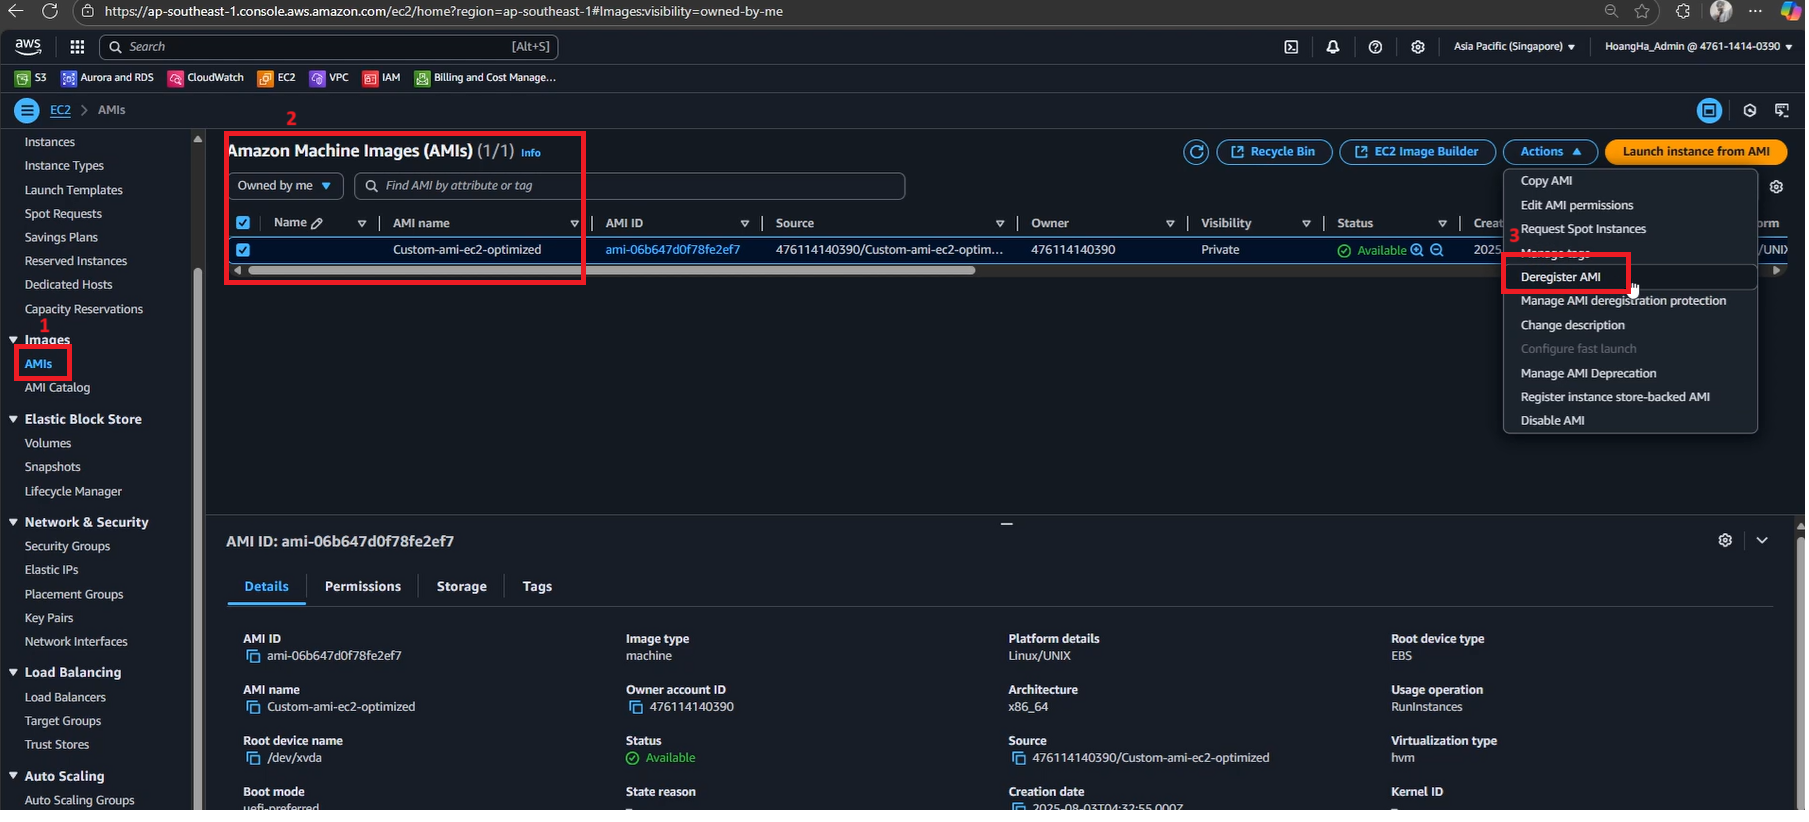 https://ap-southeast-1.console.aws.amazon.com/ec2/home?region=ap-southeast-1#Images:visibility=owned-by-me
aws Search [Alt+S] Asia Pacific (Singapore) HoangHa_Admin @ 4761-1414-0390
S3 Aurora and RDS CloudWatch EC2 VPC IAM Billing and Cost Manage...
EC2 > AMIs
Instances
Instance Types
Launch Templates
Spot Requests
Savings Plans
Reserved Instances
Dedicated Hosts
Capacity Reservations
1
Images
AMIs
AMI Catalog
Elastic Block Store
Volumes
Snapshots
Lifecycle Manager
Network & Security
Security Groups
Elastic IPs
Placement Groups
Key Pairs
Network Interfaces
Load Balancing
Load Balancers
Target Groups
Trust Stores
Auto Scaling
Auto Scaling Groups
2
Amazon Machine Images (AMIs) (1/1) Info
Recycle Bin EC2 Image Builder Actions Launch instance from AMI
Owned by me Find AMI by attribute or tag
Name AMI name AMI ID Source Owner Visibility Status
Custom-ami-ec2-optimized ami-06b647d0f78fe2ef7 476114140390/Custom-ami-ec2-optim... 476114140390 Private Available 2025
Copy AMI
Edit AMI permissions
Request Spot Instances
3
Manage tags
Deregister AMI
Manage AMI deregistration protection
Change description
Configure fast launch
Manage AMI Deprecation
Register instance store-backed AMI
Disable AMI
AMI ID: ami-06b647d0f78fe2ef7
Details Permissions Storage Tags
AMI ID Image type Platform details Root device type
ami-06b647d0f78fe2ef7 machine Linux/UNIX EBS
AMI name Owner account ID Architecture Usage operation
Custom-ami-ec2-optimized 476114140390 x86_64 RunInstances
Root device name Status Source Virtualization type
/dev/xvda Available 476114140390/Custom-ami-ec2-optimized hvm
Boot mode State reason Creation date Kernel ID
uefi-preferred – 2025-08-03T04:32:55.000Z –